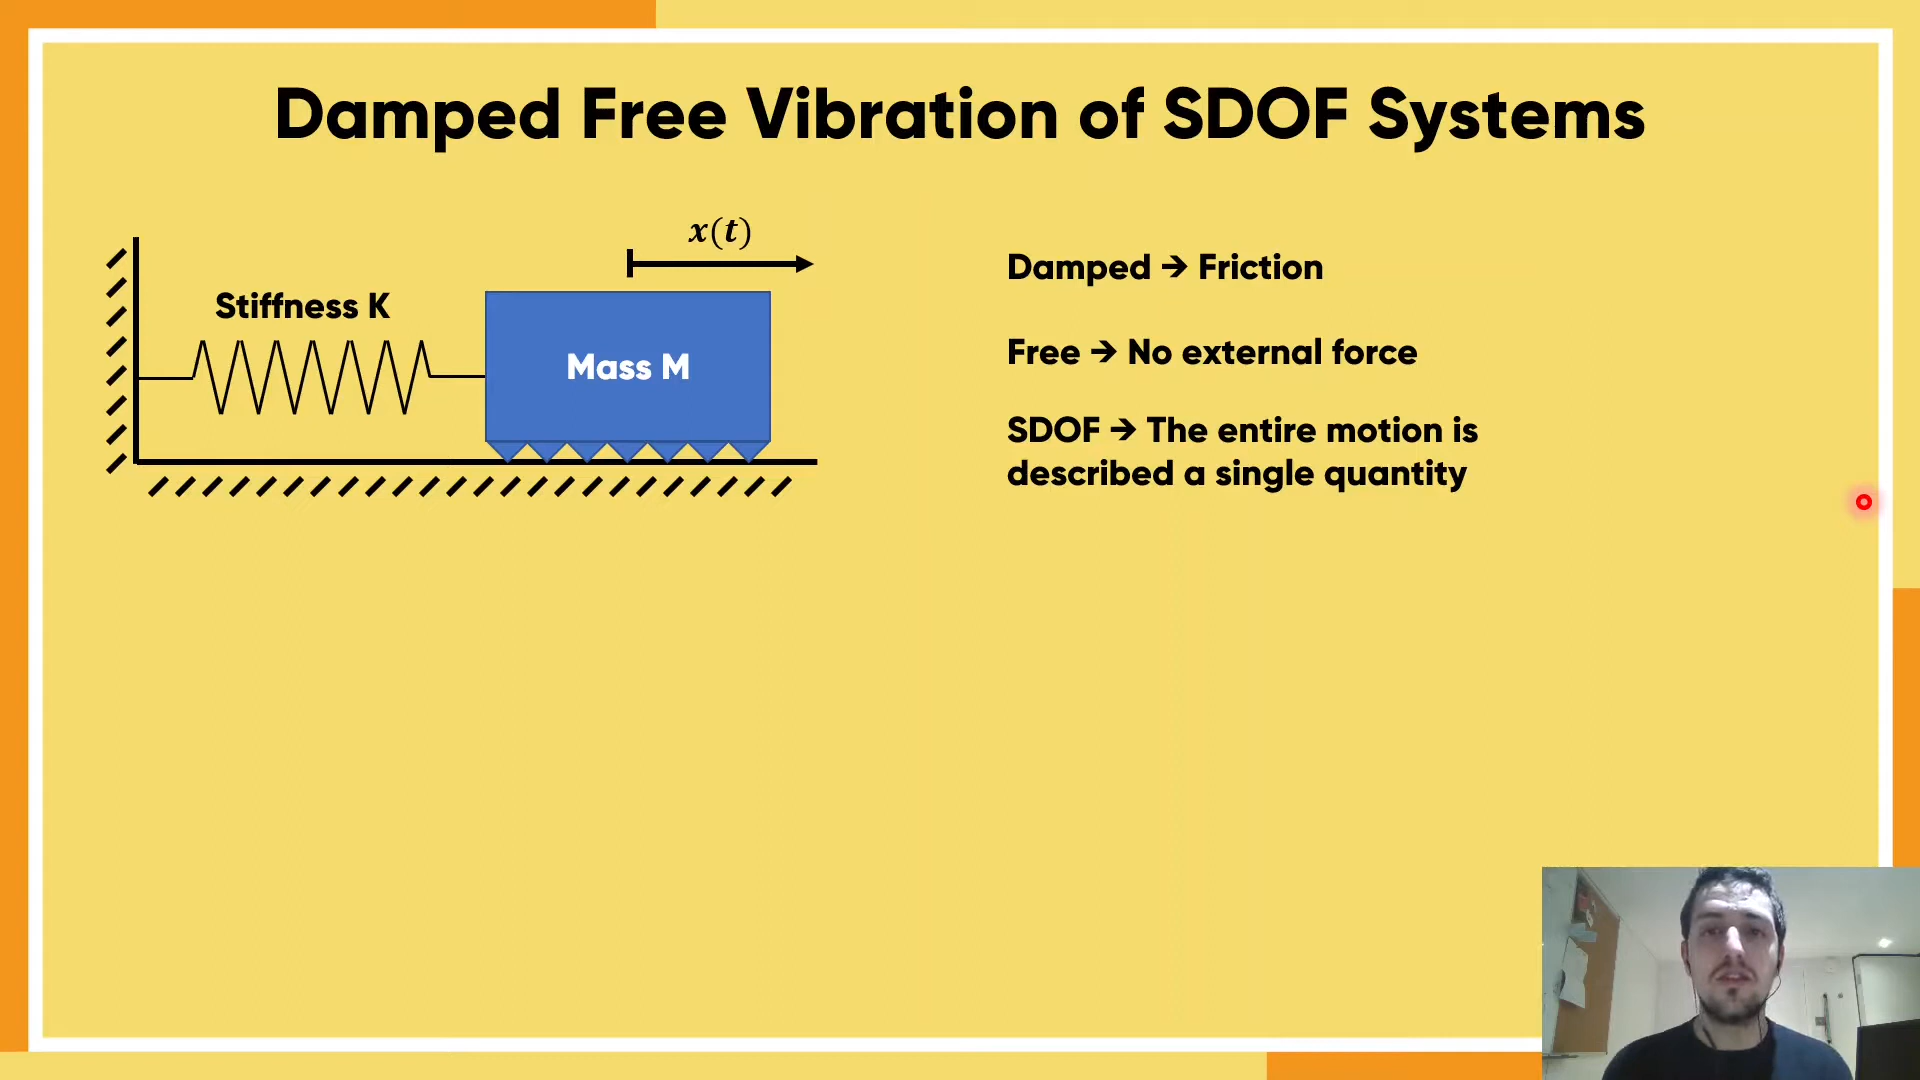 Damped Free Vibration of SDOF Systems
x(t)
Stiffness K
Mass M
Damped → Friction
Free → No external force
SDOF → The entire motion is
described a single quantity